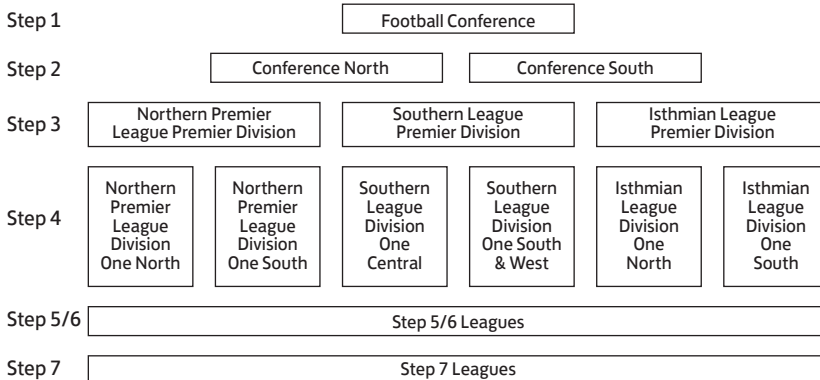 Step 1
Football Conference
Step 2
Conference North
Conference South
Step 3
Northern Premier
League Premier Division
Southern League
Premier Division
Isthmian League
Premier Division
Step 4
Northern
Premier
League
Division
One North
Northern
Premier
League
Division
One South
Southern
League
Division
One
Central
Southern
League
Division
One South
& West
Isthmian
League
Division
One
North
Isthmian
League
Division
One
South
Step 5/6
Step 5/6 Leagues
Step 7
Step 7 Leagues